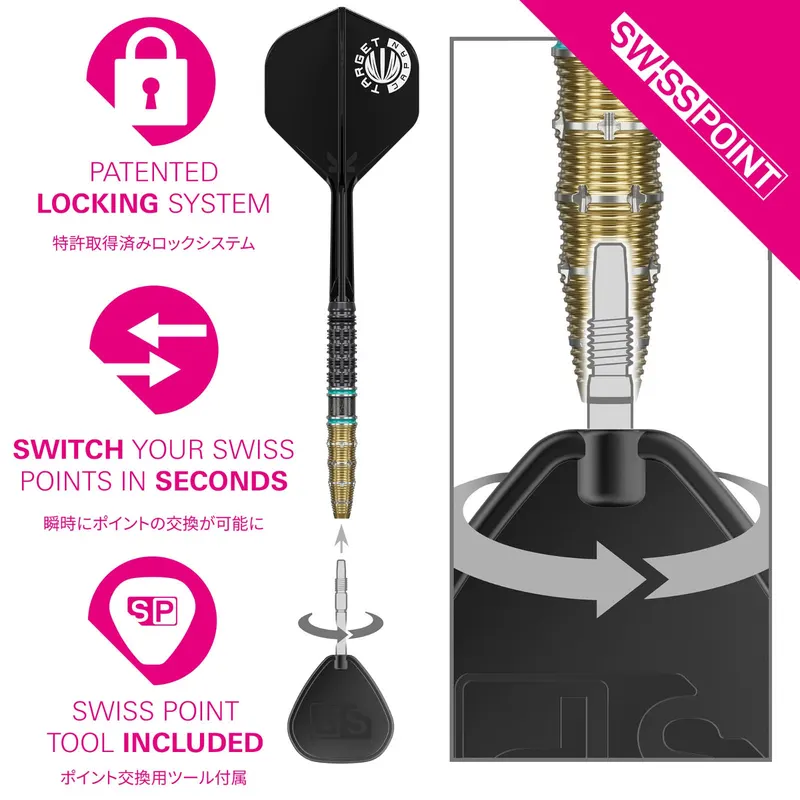 PATENTED
LOCKING SYSTEM
特許取得済みロックシステム
SWITCH YOUR SWISS
POINTS IN SECONDS
瞬時にポイントの交換が可能に
SP
SWISS POINT
TOOL INCLUDED
ポイント交換用ツール付属
TARGET
JAPAN
SP
SWISSPOINT
SP